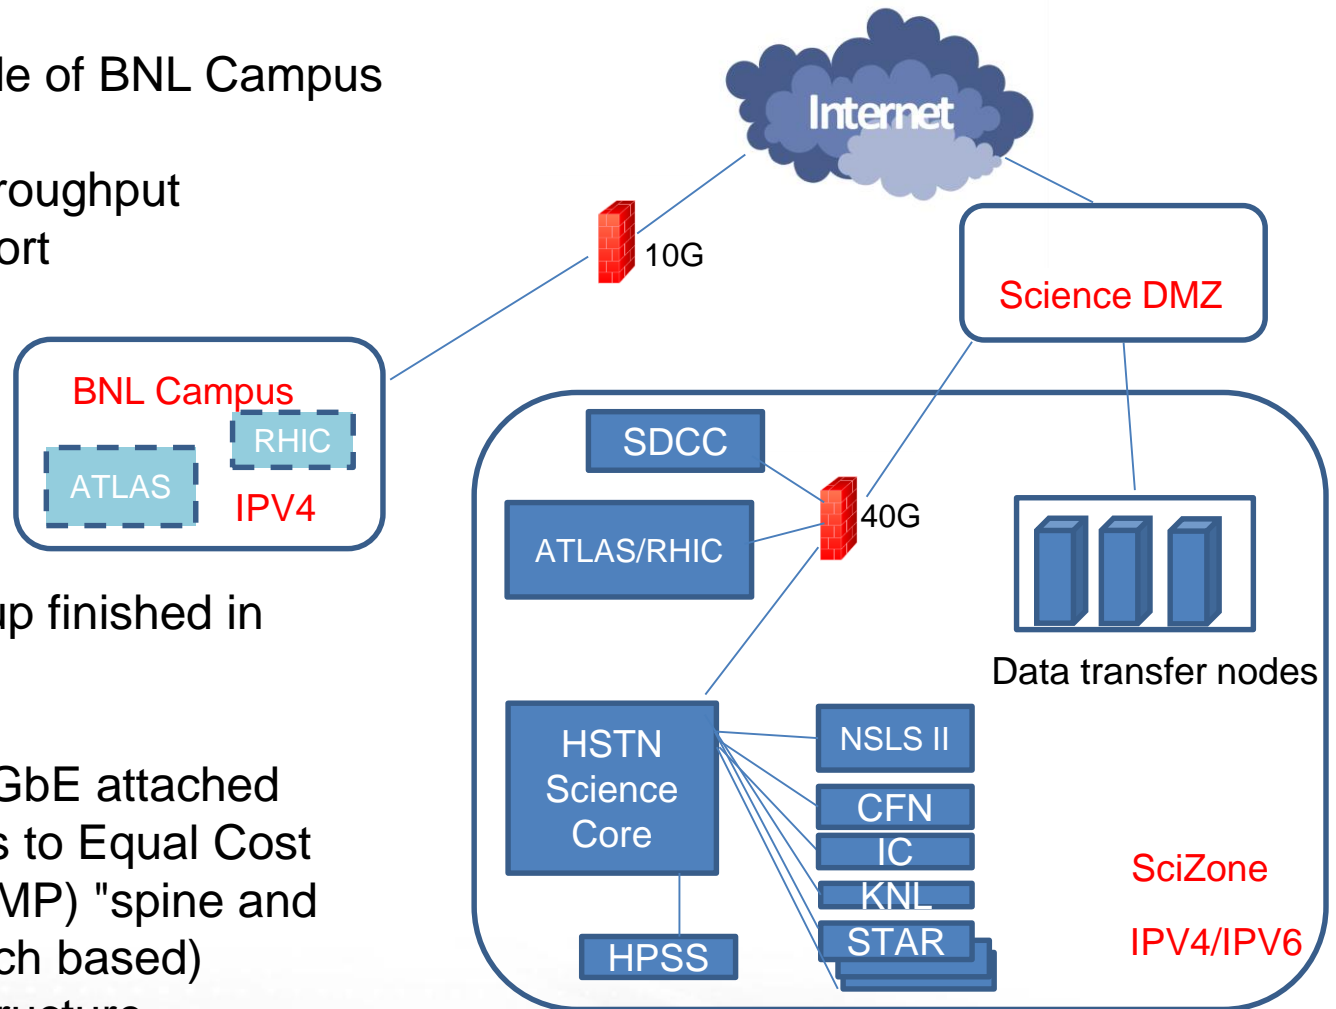 le of BNL Campus
roughput
ort
up finished in
GbE attached
s to Equal Cost
MP) "spine and
ch based)
Internet
10G
Science DMZ
BNL Campus
RHIC
ATLAS
IPV4
SDCC
40G
ATLAS/RHIC
Data transfer nodes
HSTN
Science
Core
NSLS II
CFN
IC
KNL
STAR
HPSS
SciZone
IPV4/IPV6